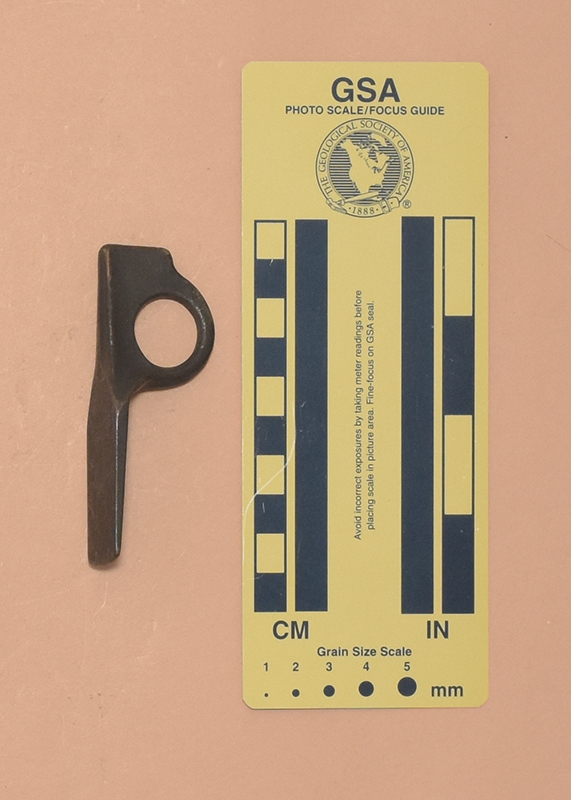 GSA
PHOTO SCALE/FOCUS GUIDE
THE GEOLOGICAL SOCIETY OF AMERICA
1888
®
Avoid incorrect exposures by taking meter readings before
placing scale in picture area. Fine-focus on GSA seal.
CM IN
Grain Size Scale
1 2 3 4 5
mm